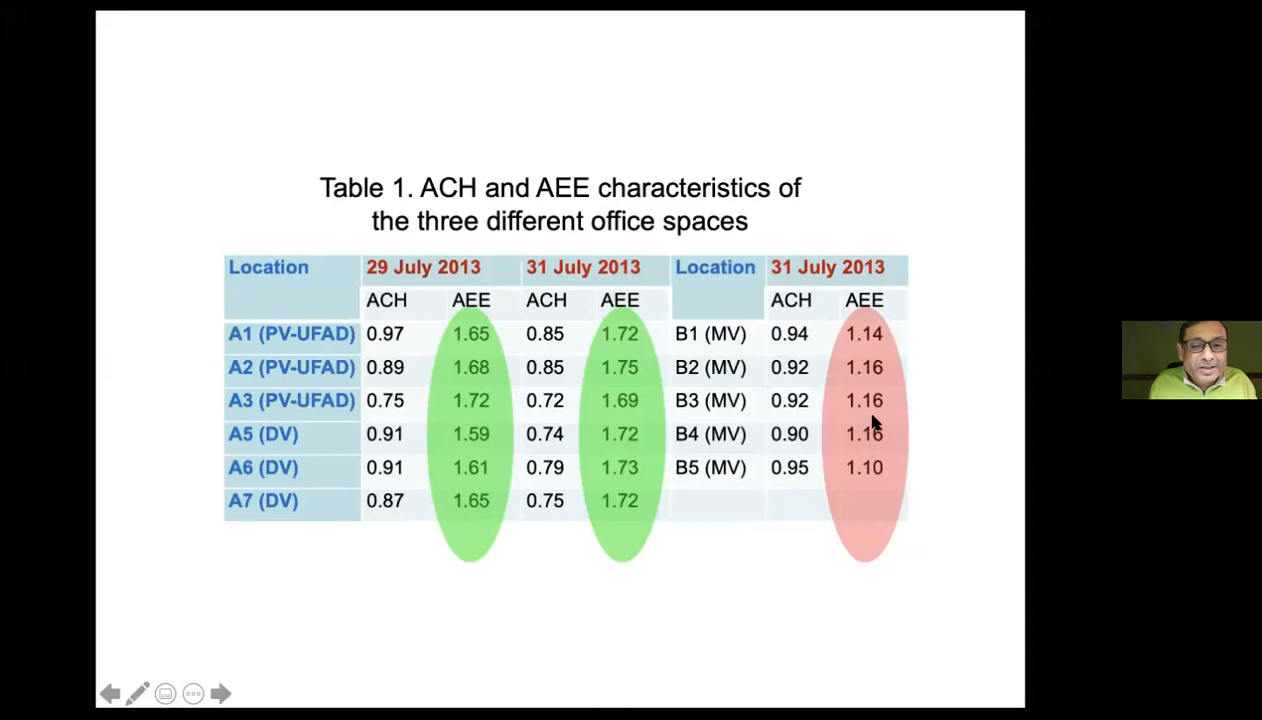 Table 1. ACH and AEE characteristics of
the three different office spaces
Location 29 July 2013 31 July 2013 Location 31 July 2013
ACH AEE ACH AEE ACH AEE
A1 (PV-UFAD) 0.97 1.65 0.85 1.72 B1 (MV) 0.94 1.14
A2 (PV-UFAD) 0.89 1.68 0.85 1.75 B2 (MV) 0.92 1.16
A3 (PV-UFAD) 0.75 1.72 0.72 1.69 B3 (MV) 0.92 1.16
A5 (DV) 0.91 1.59 0.74 1.72 B4 (MV) 0.90 1.16
A6 (DV) 0.91 1.61 0.79 1.73 B5 (MV) 0.95 1.10
A7 (DV) 0.87 1.65 0.75 1.72